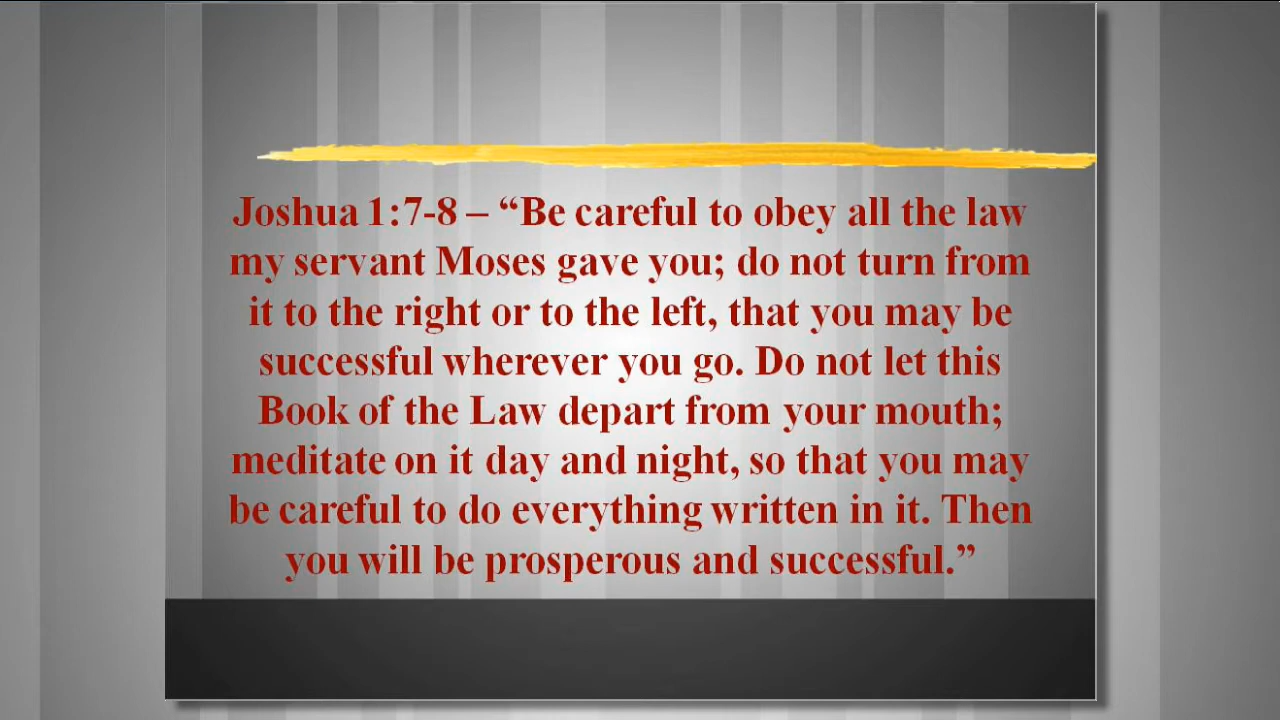 Joshua 1:7-8 – “Be careful to obey all the law
my servant Moses gave you; do not turn from
it to the right or to the left, that you may be
successful wherever you go. Do not let this
Book of the Law depart from your mouth;
meditate on it day and night, so that you may
be careful to do everything written in it. Then
you will be prosperous and successful.”